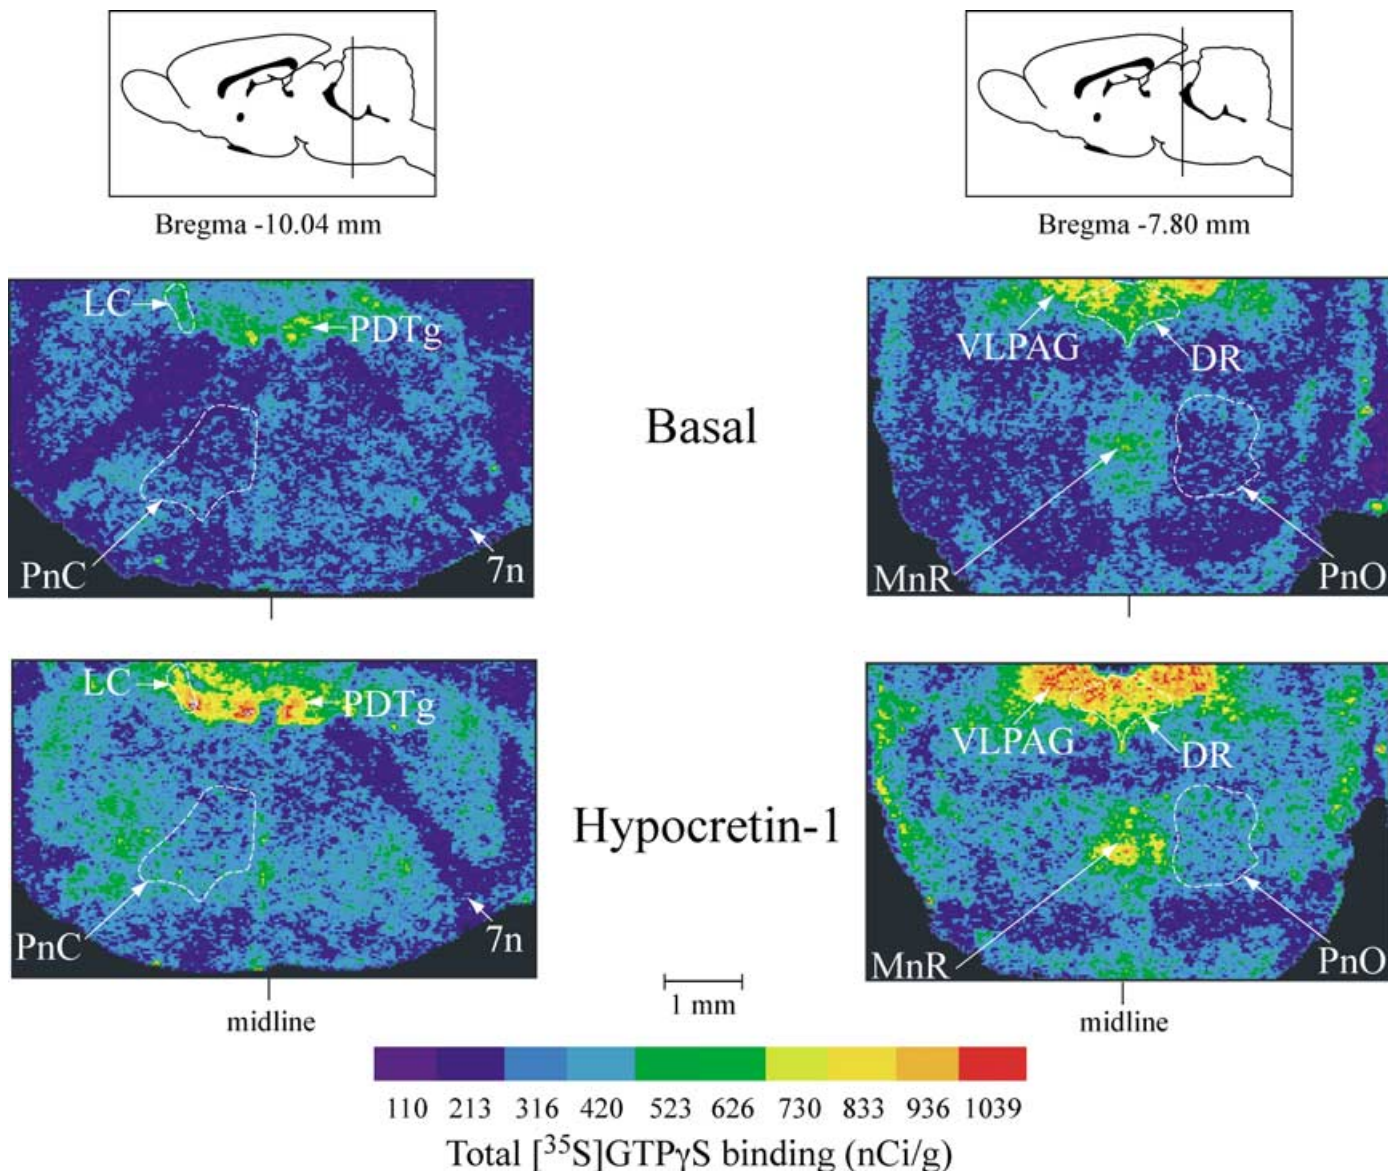 Bregma -10.04 mm
Bregma -7.80 mm
LC
PDTg
PnC
7n
Basal
VLPAG
DR
MnR
PnO
LC
PDTg
PnC
7n
Hypocretin-1
VLPAG
DR
MnR
PnO
midline
1 mm
midline
110 213 316 420 523 626 730 833 936 1039
Total [³⁵S]GTPγS binding (nCi/g)